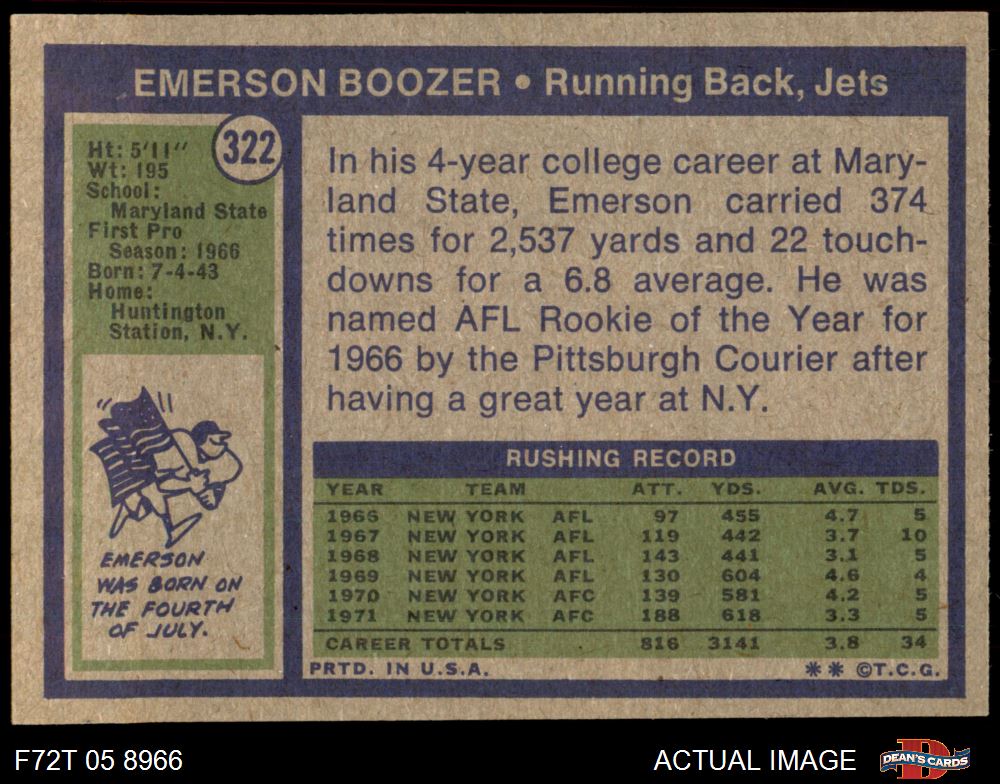 EMERSON BOOZER • Running Back, Jets
322
Ht: 5'11"
Wt: 195
School:
Maryland State
First Pro
Season: 1966
Born: 7-4-43
Home:
Huntington
Station, N.Y.
EMERSON
WAS BORN ON
THE FOURTH
OF JULY.
In his 4-year college career at Mary-
land State, Emerson carried 374
times for 2,537 yards and 22 touch-
downs for a 6.8 average. He was
named AFL Rookie of the Year for
1966 by the Pittsburgh Courier after
having a great year at N.Y.
RUSHING RECORD
YEAR TEAM ATT. YDS. AVG. TDS.
1966 NEW YORK AFL 97 455 4.7 5
1967 NEW YORK AFL 119 442 3.7 10
1968 NEW YORK AFL 143 441 3.1 5
1969 NEW YORK AFL 130 604 4.6 4
1970 NEW YORK AFC 139 581 4.2 5
1971 NEW YORK AFC 188 618 3.3 5
CAREER TOTALS 816 3141 3.8 34
PRTD. IN U.S.A. ** ©T.C.G.
F72T 05 8966 ACTUAL IMAGE D DEAN'S CARDS